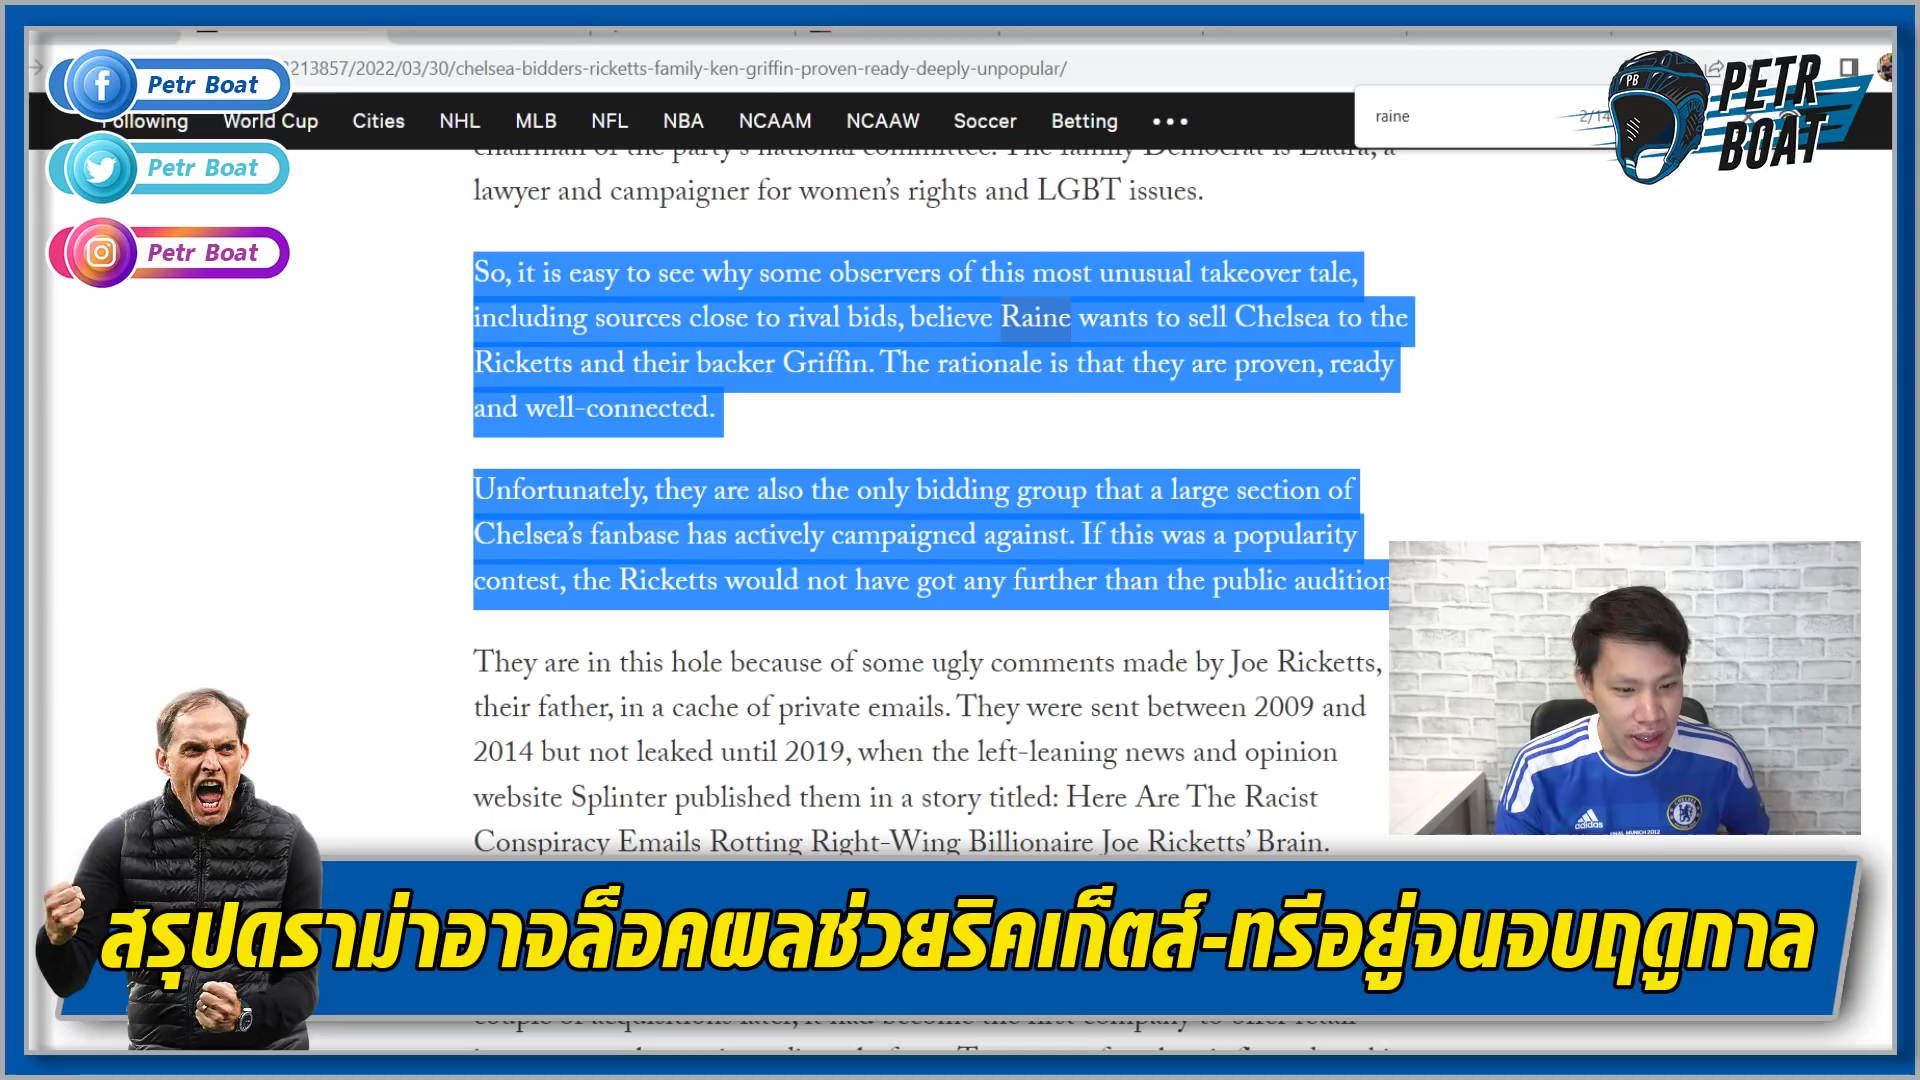 213857/2022/03/30/chelsea-bidders-ricketts-family-ken-griffin-proven-ready-deeply-unpopular/
Petr Boat
Petr Boat
Petr Boat
PB
PETR
BOAT
Following World Cup Cities NHL MLB NFL NBA NCAAM NCAAW Soccer Betting •••
raine 2/14
chairman of the party's national committee. The family Democrat is Laura, a
lawyer and campaigner for women's rights and LGBT issues.
So, it is easy to see why some observers of this most unusual takeover tale,
including sources close to rival bids, believe Raine wants to sell Chelsea to the
Ricketts and their backer Griffin. The rationale is that they are proven, ready
and well-connected.
Unfortunately, they are also the only bidding group that a large section of
Chelsea's fanbase has actively campaigned against. If this was a popularity
contest, the Ricketts would not have got any further than the public audition
They are in this hole because of some ugly comments made by Joe Ricketts,
their father, in a cache of private emails. They were sent between 2009 and
2014 but not leaked until 2019, when the left-leaning news and opinion
website Splinter published them in a story titled: Here Are The Racist
Conspiracy Emails Rotting Right-Wing Billionaire Joe Ricketts' Brain.
adidas
CHELSEA
FINAL MUNICH 2012
สรุปดราม่าอาจล็อคผลช่วยริคเก็ตส์-ทรีอยู่จนจบฤดูกาล